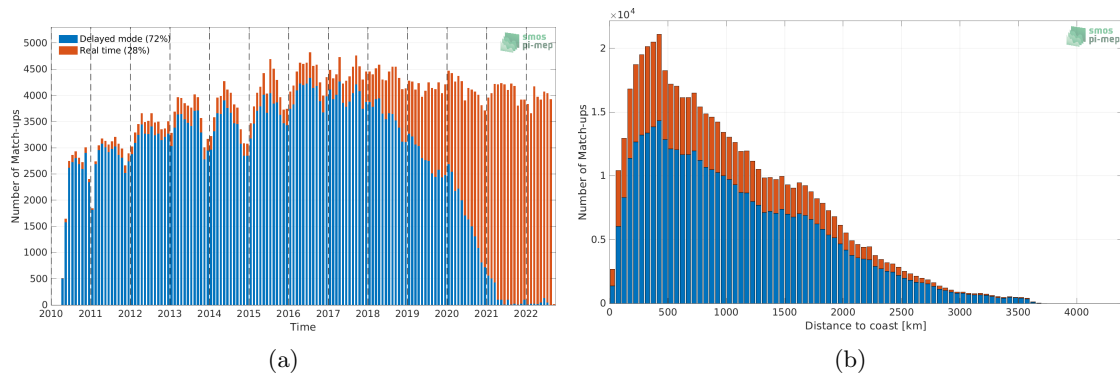 Delayed mode (72%)
Real time (28%)
smos
pi-mep
Number of Match-ups
5000
4500
4000
3500
3000
2500
2000
1500
1000
500
0
2010 2011 2012 2013 2014 2015 2016 2017 2018 2019 2020 2021 2022
Time
(a)
×10⁴
smos
pi-mep
Number of Match-ups
2
1.5
1
0.5
0
0 500 1000 1500 2000 2500 3000 3500 4000
Distance to coast [km]
(b)